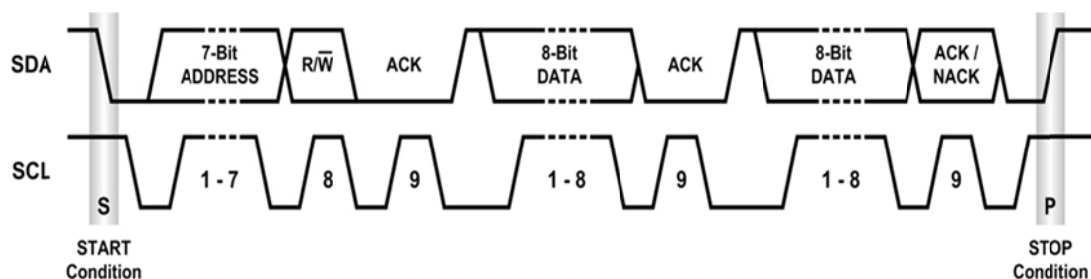 SDA
7-Bit
ADDRESS
R/W̅
ACK
8-Bit
DATA
ACK
8-Bit
DATA
ACK /
NACK
SCL
1 - 7
8
9
1 - 8
9
1 - 8
9
S
P
START
Condition
STOP
Condition